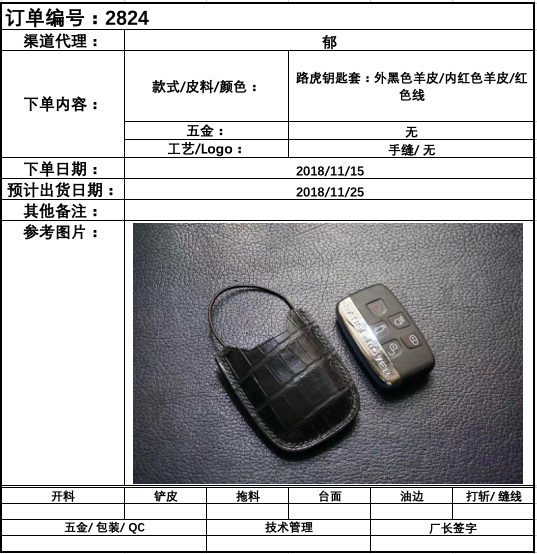 订单编号：2824
渠道代理：
郁
下单内容：
款式/皮料/颜色：
路虎钥匙套：外黑色羊皮/内红色羊皮/红
色线
五金：
无
工艺/Logo：
手缝/ 无
下单日期：
2018/11/15
预计出货日期：
2018/11/25
其他备注：
参考图片：
开料
铲皮
拖料
台面
油边
打斩/ 缝线
五金/ 包装/ QC
技术管理
厂长签字